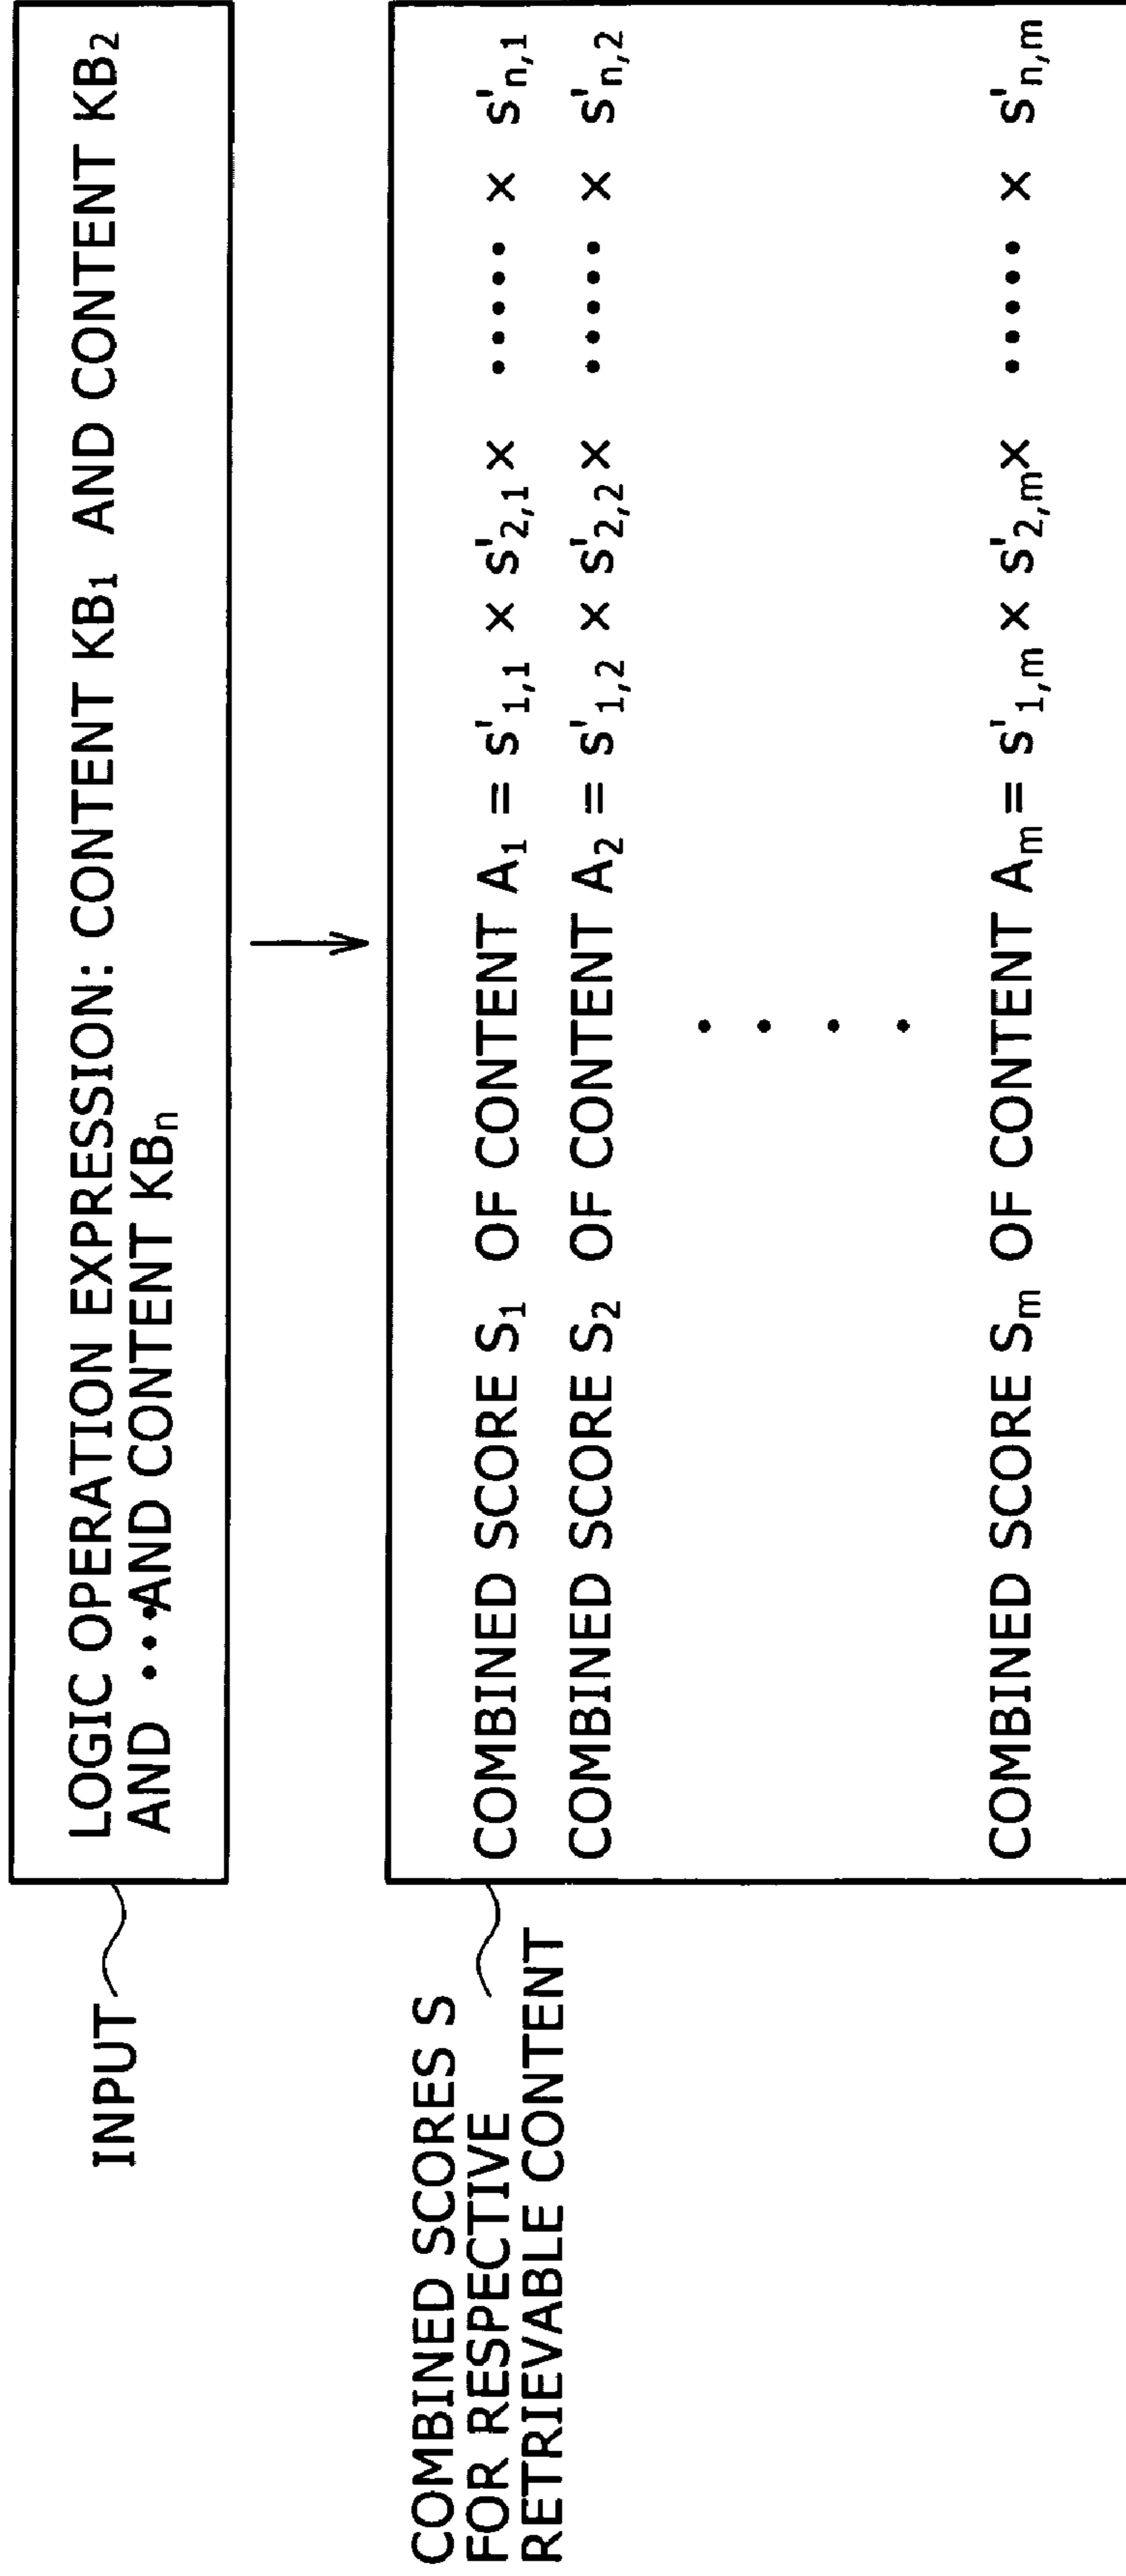 INPUT
LOGIC OPERATION EXPRESSION: CONTENT KB₁ AND CONTENT KB₂
AND ･･･AND CONTENT KBₙ
COMBINED SCORES S
FOR RESPECTIVE
RETRIEVABLE CONTENT
COMBINED SCORE S₁ OF CONTENT A₁ = s'₁,₁ × s'₂,₁ × ・・・・・ × s'ₙ,₁
COMBINED SCORE S₂ OF CONTENT A₂ = s'₁,₂ × s'₂,₂ × ・・・・・ × s'ₙ,₂
・・・・
COMBINED SCORE Sₘ OF CONTENT Aₘ = s'₁,ₘ × s'₂,ₘ × ・・・・・ × s'ₙ,ₘ